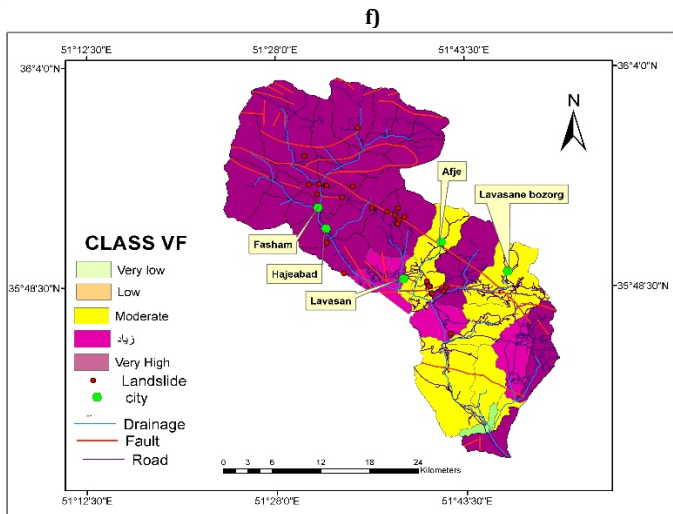 f)
51°12'30"E 51°28'0"E 51°43'30"E
36°4'0"N 36°4'0"N
N
Afje
Lavasane bozorg
Fasham
Hajeabad
Lavasan
CLASS VF
Very low
Low
Moderate
زیاد
Very High
Landslide
city
Drainage
Fault
Road
35°48'30"N 35°48'30"N
0 3 6 12 18 24
Kilometers
51°12'30"E 51°28'0"E 51°43'30"E